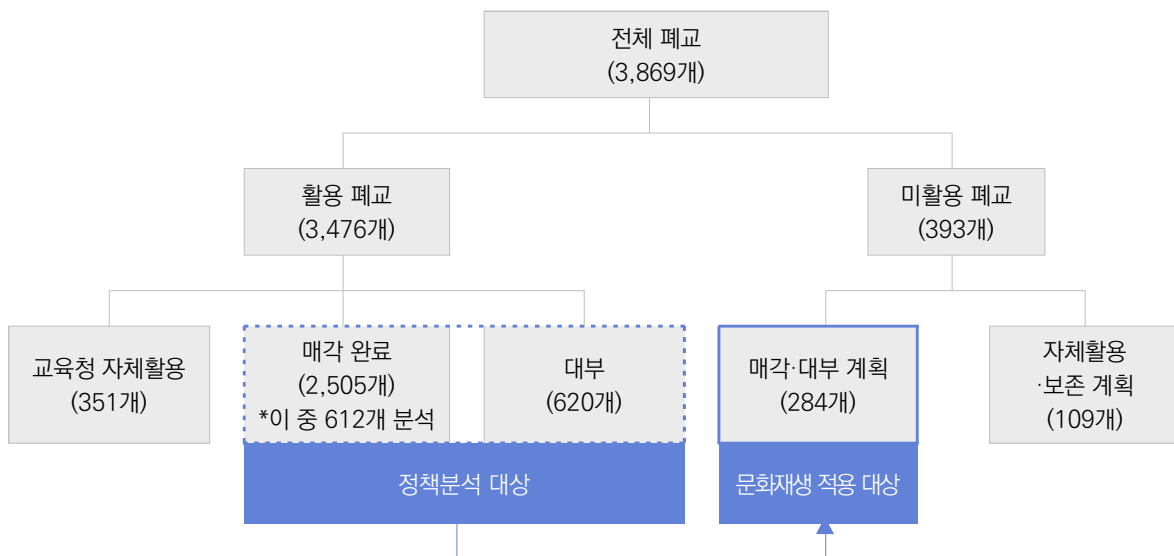 전체 폐교
(3,869개)
활용 폐교
(3,476개)
미활용 폐교
(393개)
교육청 자체활용
(351개)
매각 완료
(2,505개)
*이 중 612개 분석
대부
(620개)
매각·대부 계획
(284개)
자체활용
·보존 계획
(109개)
정책분석 대상
문화재생 적용 대상